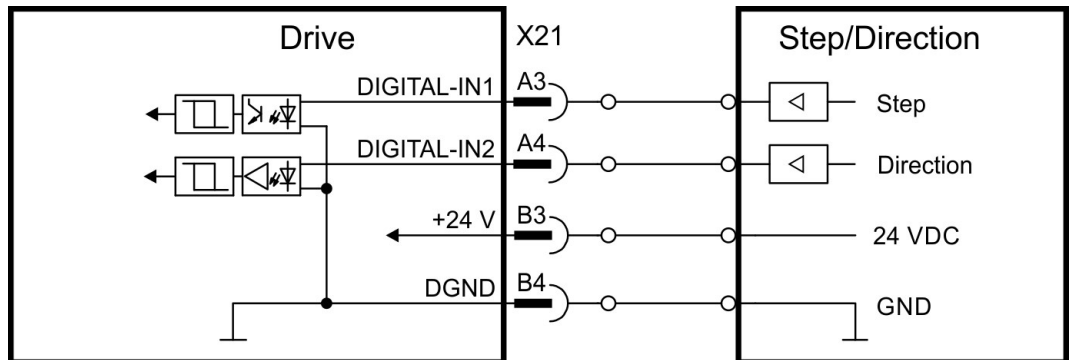 Drive
X21
Step/Direction
DIGITAL-IN1
A3
Step
DIGITAL-IN2
A4
Direction
+24 V
B3
24 VDC
DGND
B4
GND